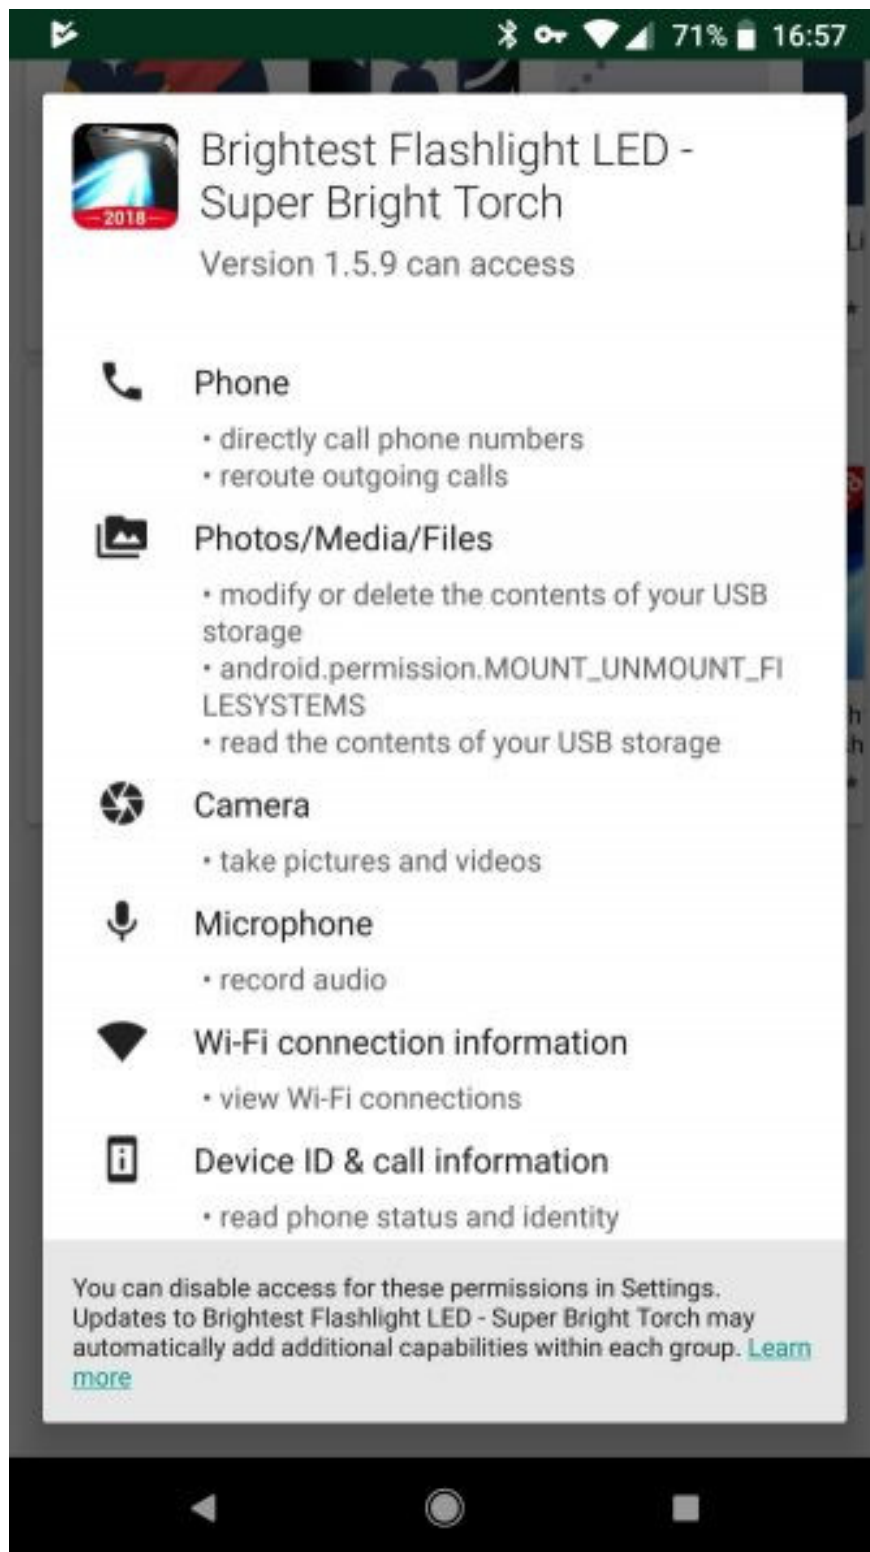 71% 16:57
Brightest Flashlight LED -
Super Bright Torch
2018
Version 1.5.9 can access
Phone
• directly call phone numbers
• reroute outgoing calls
Photos/Media/Files
• modify or delete the contents of your USB
storage
• android.permission.MOUNT_UNMOUNT_FI
LESYSTEMS
• read the contents of your USB storage
Camera
• take pictures and videos
Microphone
• record audio
Wi-Fi connection information
• view Wi-Fi connections
Device ID & call information
• read phone status and identity
You can disable access for these permissions in Settings.
Updates to Brightest Flashlight LED - Super Bright Torch may
automatically add additional capabilities within each group. Learn
more